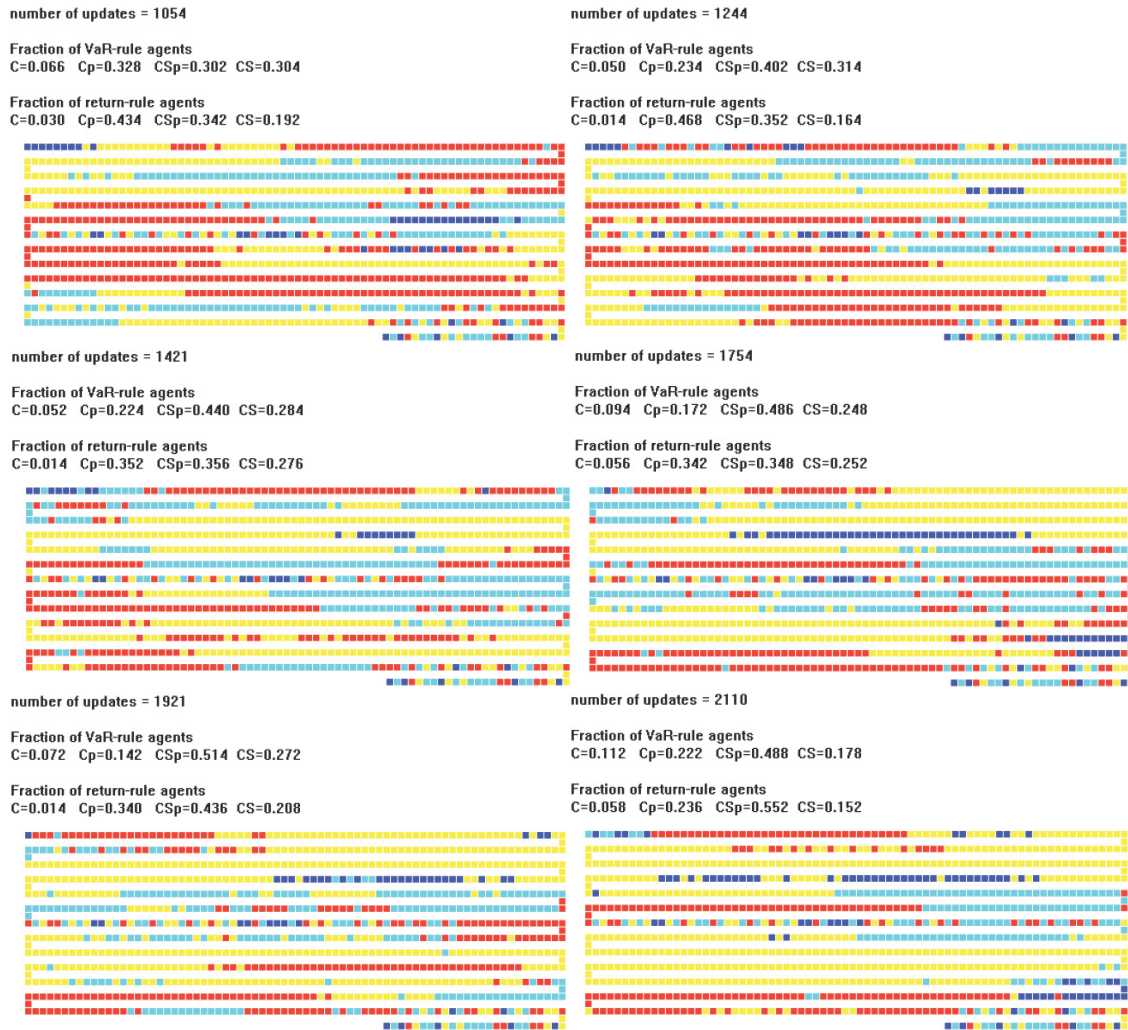 number of updates = 1054
Fraction of VaR-rule agents
C=0.066 Cp=0.328 CSp=0.302 CS=0.304
Fraction of return-rule agents
C=0.030 Cp=0.434 CSp=0.342 CS=0.192
number of updates = 1244
Fraction of VaR-rule agents
C=0.050 Cp=0.234 CSp=0.402 CS=0.314
Fraction of return-rule agents
C=0.014 Cp=0.468 CSp=0.352 CS=0.164
number of updates = 1421
Fraction of VaR-rule agents
C=0.052 Cp=0.224 CSp=0.440 CS=0.284
Fraction of return-rule agents
C=0.014 Cp=0.352 CSp=0.356 CS=0.276
number of updates = 1754
Fraction of VaR-rule agents
C=0.094 Cp=0.172 CSp=0.486 CS=0.248
Fraction of return-rule agents
C=0.056 Cp=0.342 CSp=0.348 CS=0.252
number of updates = 1921
Fraction of VaR-rule agents
C=0.072 Cp=0.142 CSp=0.514 CS=0.272
Fraction of return-rule agents
C=0.014 Cp=0.340 CSp=0.436 CS=0.208
number of updates = 2110
Fraction of VaR-rule agents
C=0.112 Cp=0.222 CSp=0.488 CS=0.178
Fraction of return-rule agents
C=0.058 Cp=0.236 CSp=0.552 CS=0.152